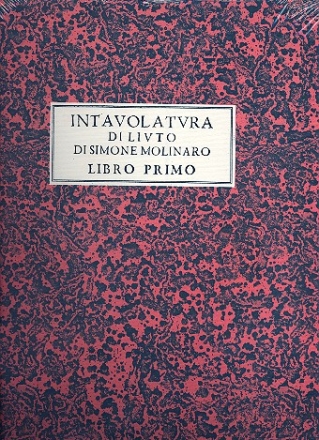 INTAVOLATVRA
DI LIVTO
DI SIMONE MOLINARO
LIBRO PRIMO